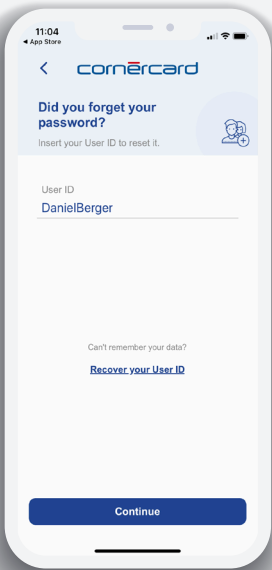 11:04
◀ App Store
cornèrcard
Did you forget your
password?
Insert your User ID to reset it.
User ID
DanielBerger
Can't remember your data?
Recover your User ID
Continue